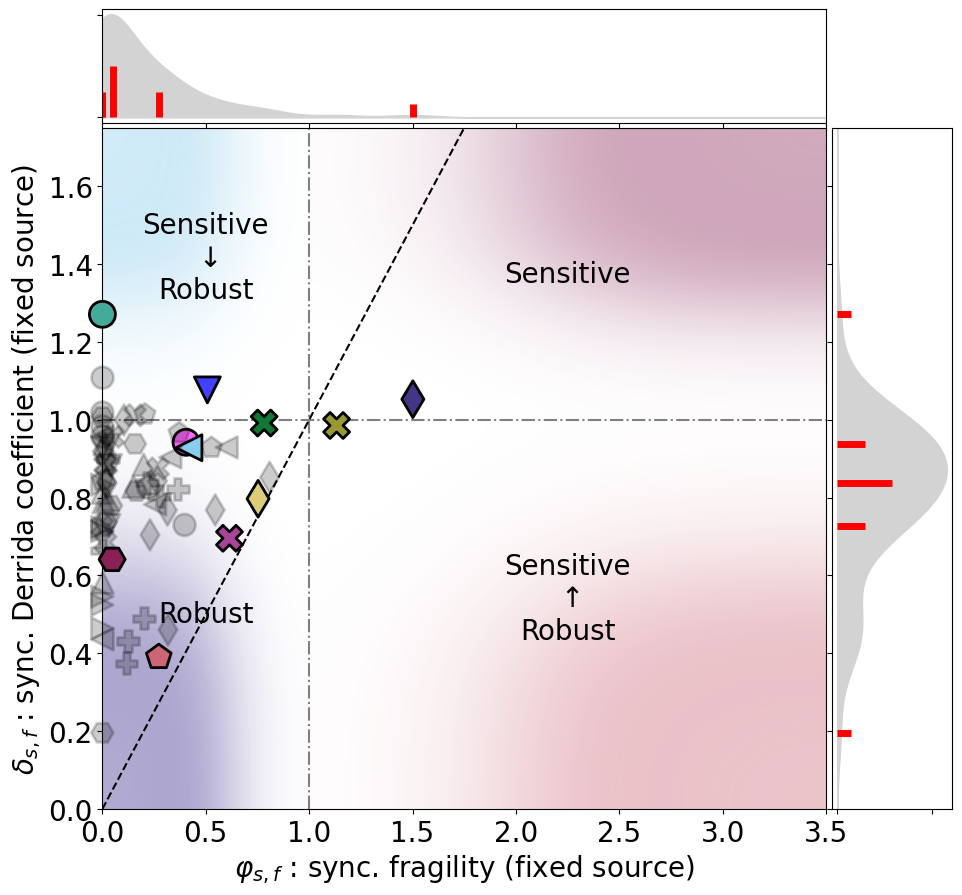 1.6
Sensitive
↓
Robust
1.4
Sensitive
1.2
1.0
0.8
Sensitive
↑
Robust
0.6
Robust
0.4
0.2
0.0
0.0 0.5 1.0 1.5 2.0 2.5 3.0 3.5
δs,f : sync. Derrida coefficient (fixed source)
φs,f : sync. fragility (fixed source)